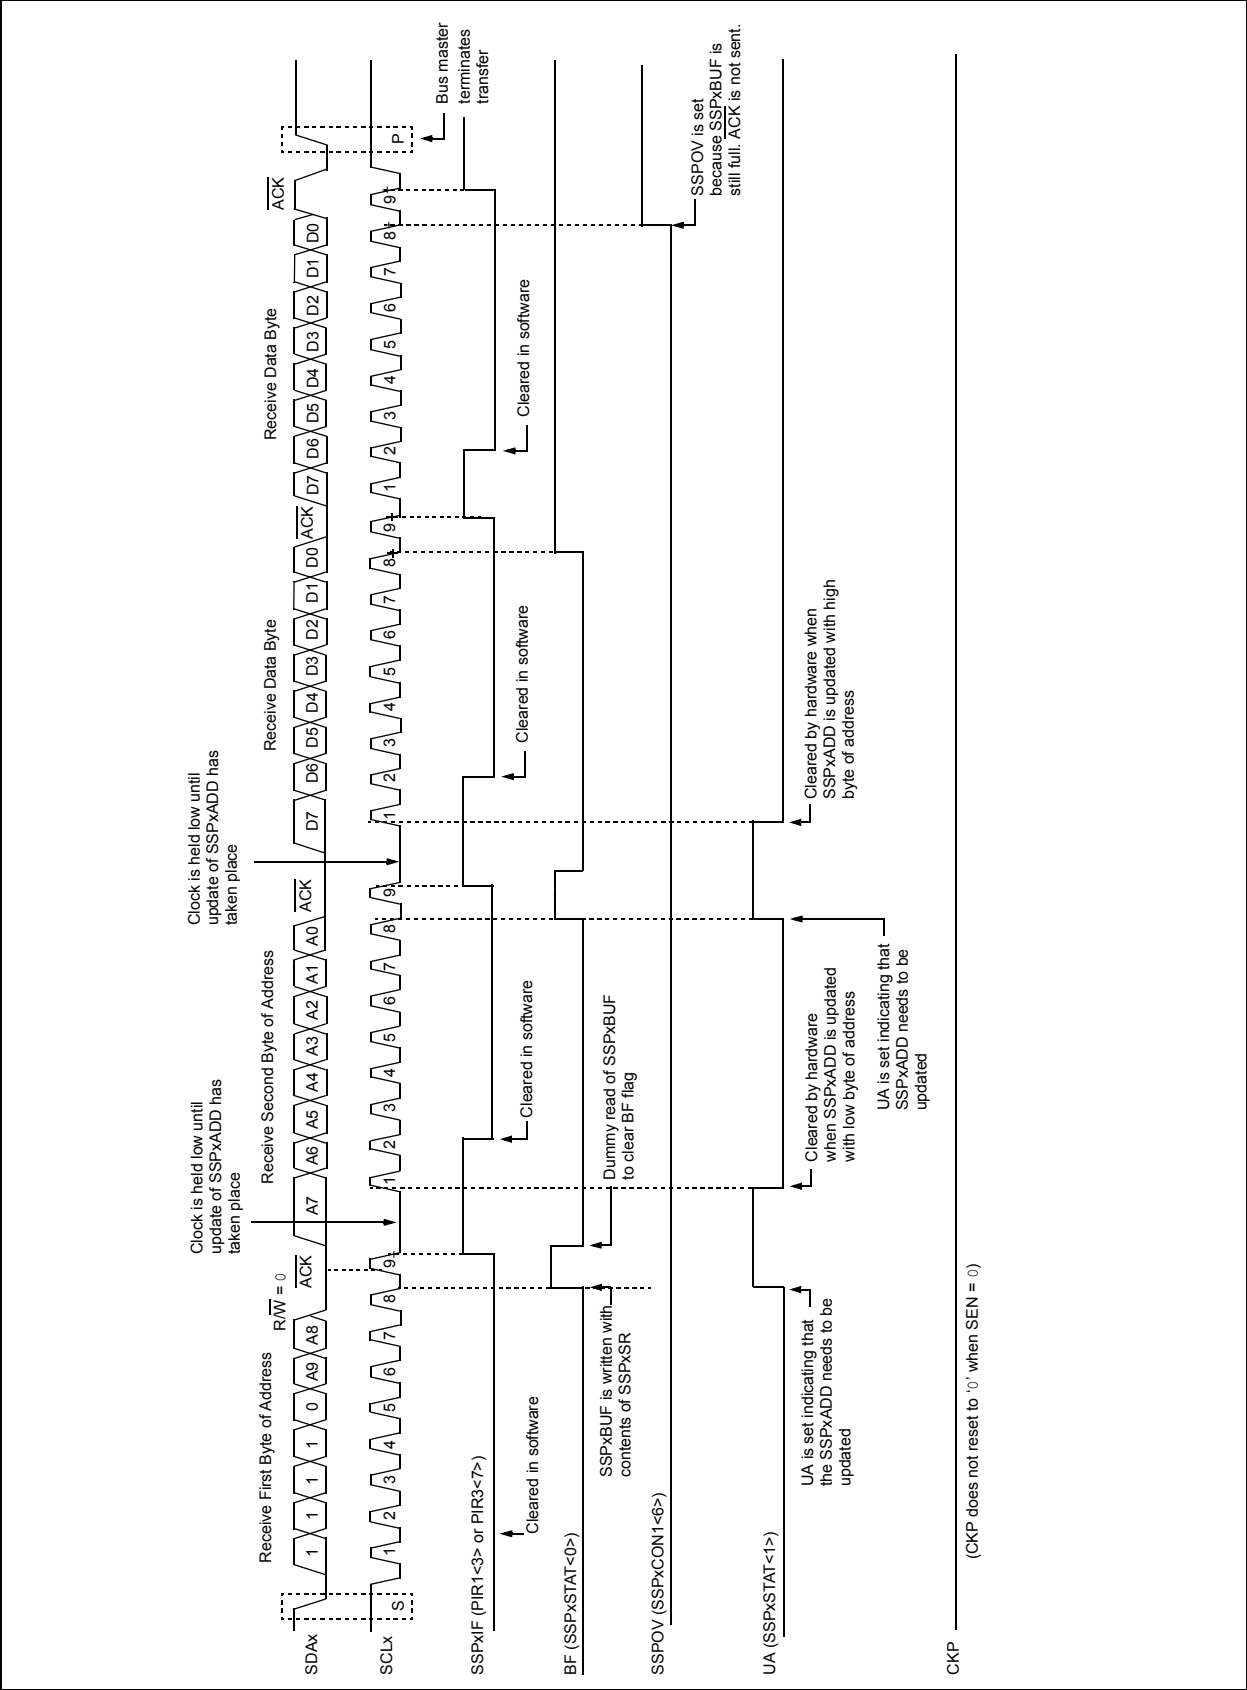 Receive First Byte of Address
R/W = 0
ACK
Clock is held low until
update of SSPxADD has
taken place
Receive Second Byte of Address
ACK
Clock is held low until
update of SSPxADD has
taken place
Receive Data Byte
ACK
Receive Data Byte
ACK
SDAx
1 1 1 1 0 A9 A8
A7 A6 A5 A4 A3 A2 A1 A0
D7 D6 D5 D4 D3 D2 D1 D0
D7 D6 D5 D4 D3 D2 D1 D0
SCLx
S
1 2 3 4 5 6 7 8 9
1 2 3 4 5 6 7 8 9
1 2 3 4 5 6 7 8 9
1 2 3 4 5 6 7 8 9
P
Bus master
terminates
transfer
SSPxIF (PIR1<3> or PIR3<7>)
Cleared in software
Cleared in software
Cleared in software
Cleared in software
BF (SSPxSTAT<0>)
SSPxBUF is written with
contents of SSPxSR
Dummy read of SSPxBUF
to clear BF flag
SSPOV (SSPxCON1<6>)
SSPOV is set
because SSPxBUF is
still full. ACK is not sent.
UA (SSPxSTAT<1>)
UA is set indicating that
the SSPxADD needs to be
updated
Cleared by hardware
when SSPxADD is updated
with low byte of address
UA is set indicating that
SSPxADD needs to be
updated
Cleared by hardware when
SSPxADD is updated with high
byte of address
CKP
(CKP does not reset to ‘0’ when SEN = 0)